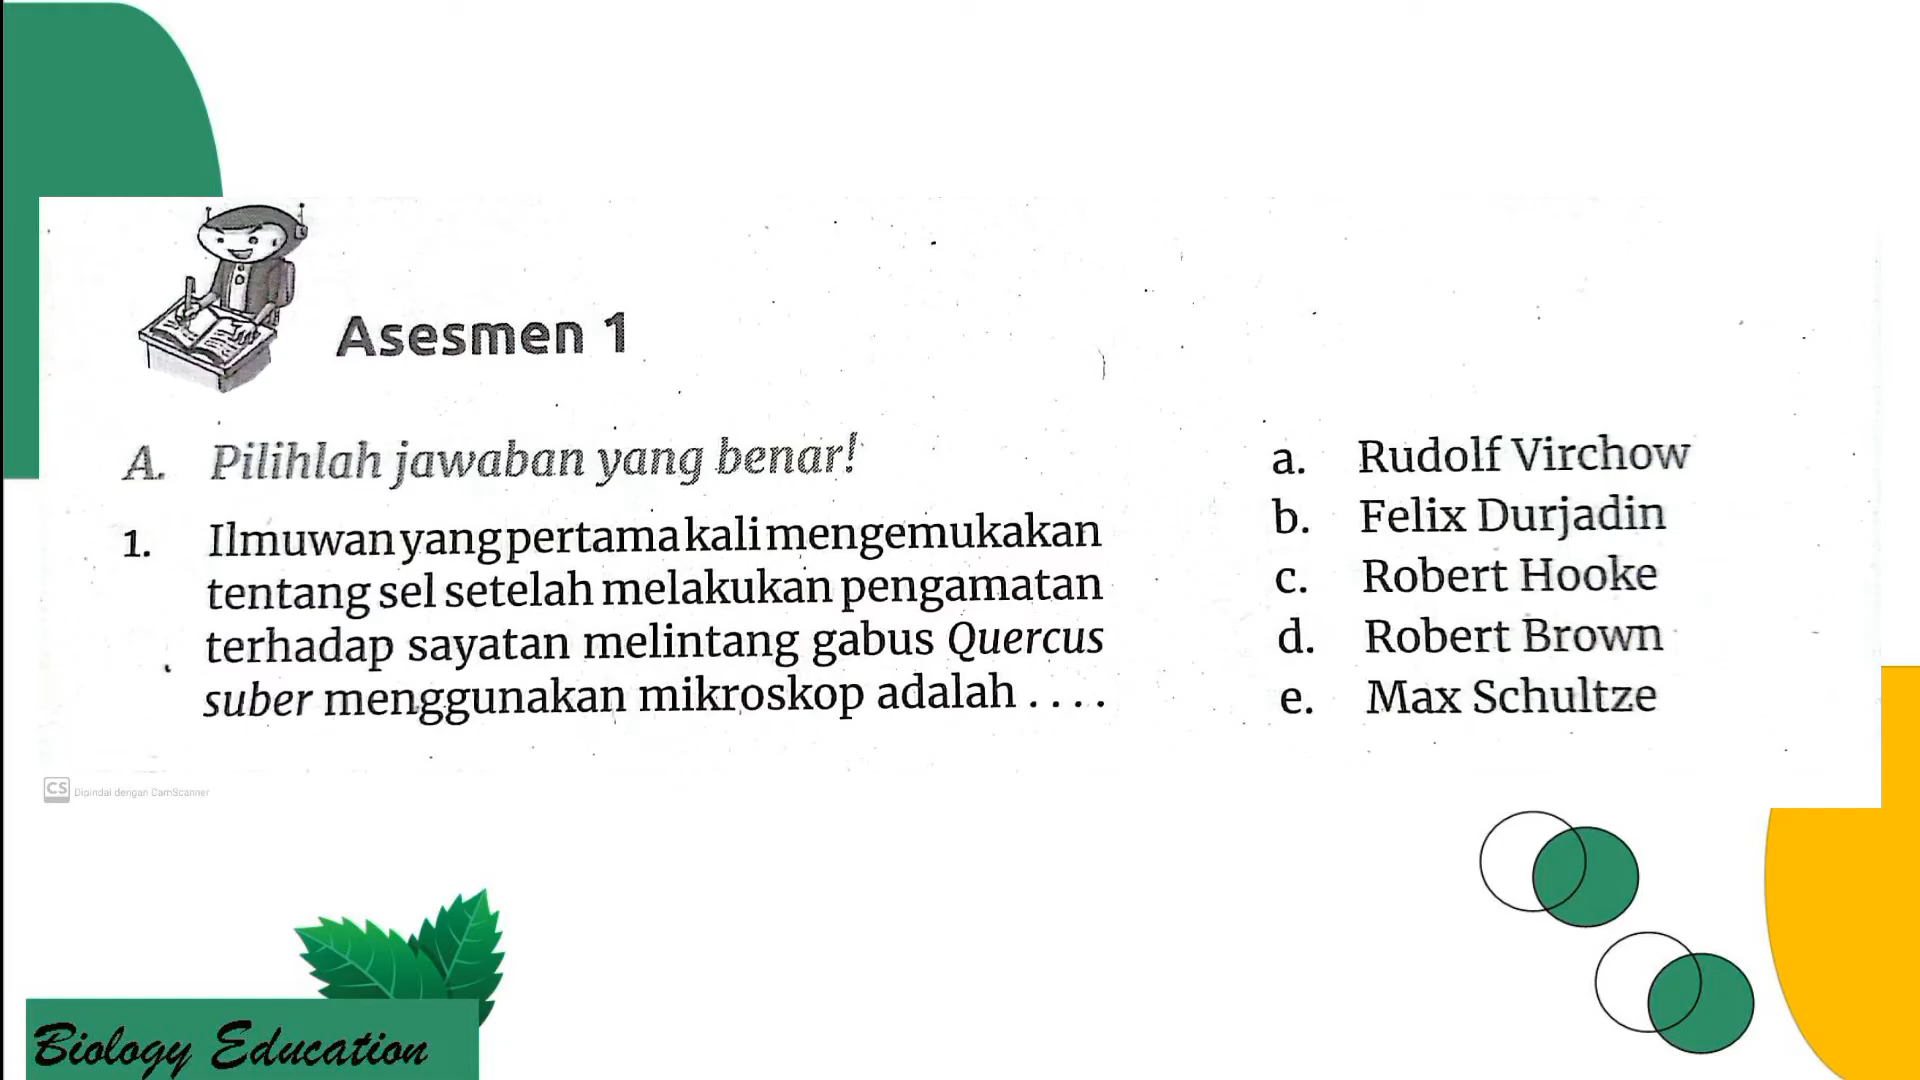 Asesmen 1
A. Pilihlah jawaban yang benar!
1. Ilmuwan yang pertama kali mengemukakan
tentang sel setelah melakukan pengamatan
terhadap sayatan melintang gabus Quercus
suber menggunakan mikroskop adalah . . . .
a. Rudolf Virchow
b. Felix Durjadin
c. Robert Hooke
d. Robert Brown
e. Max Schultze
CS Dipindai dengan CamScanner
Biology Education